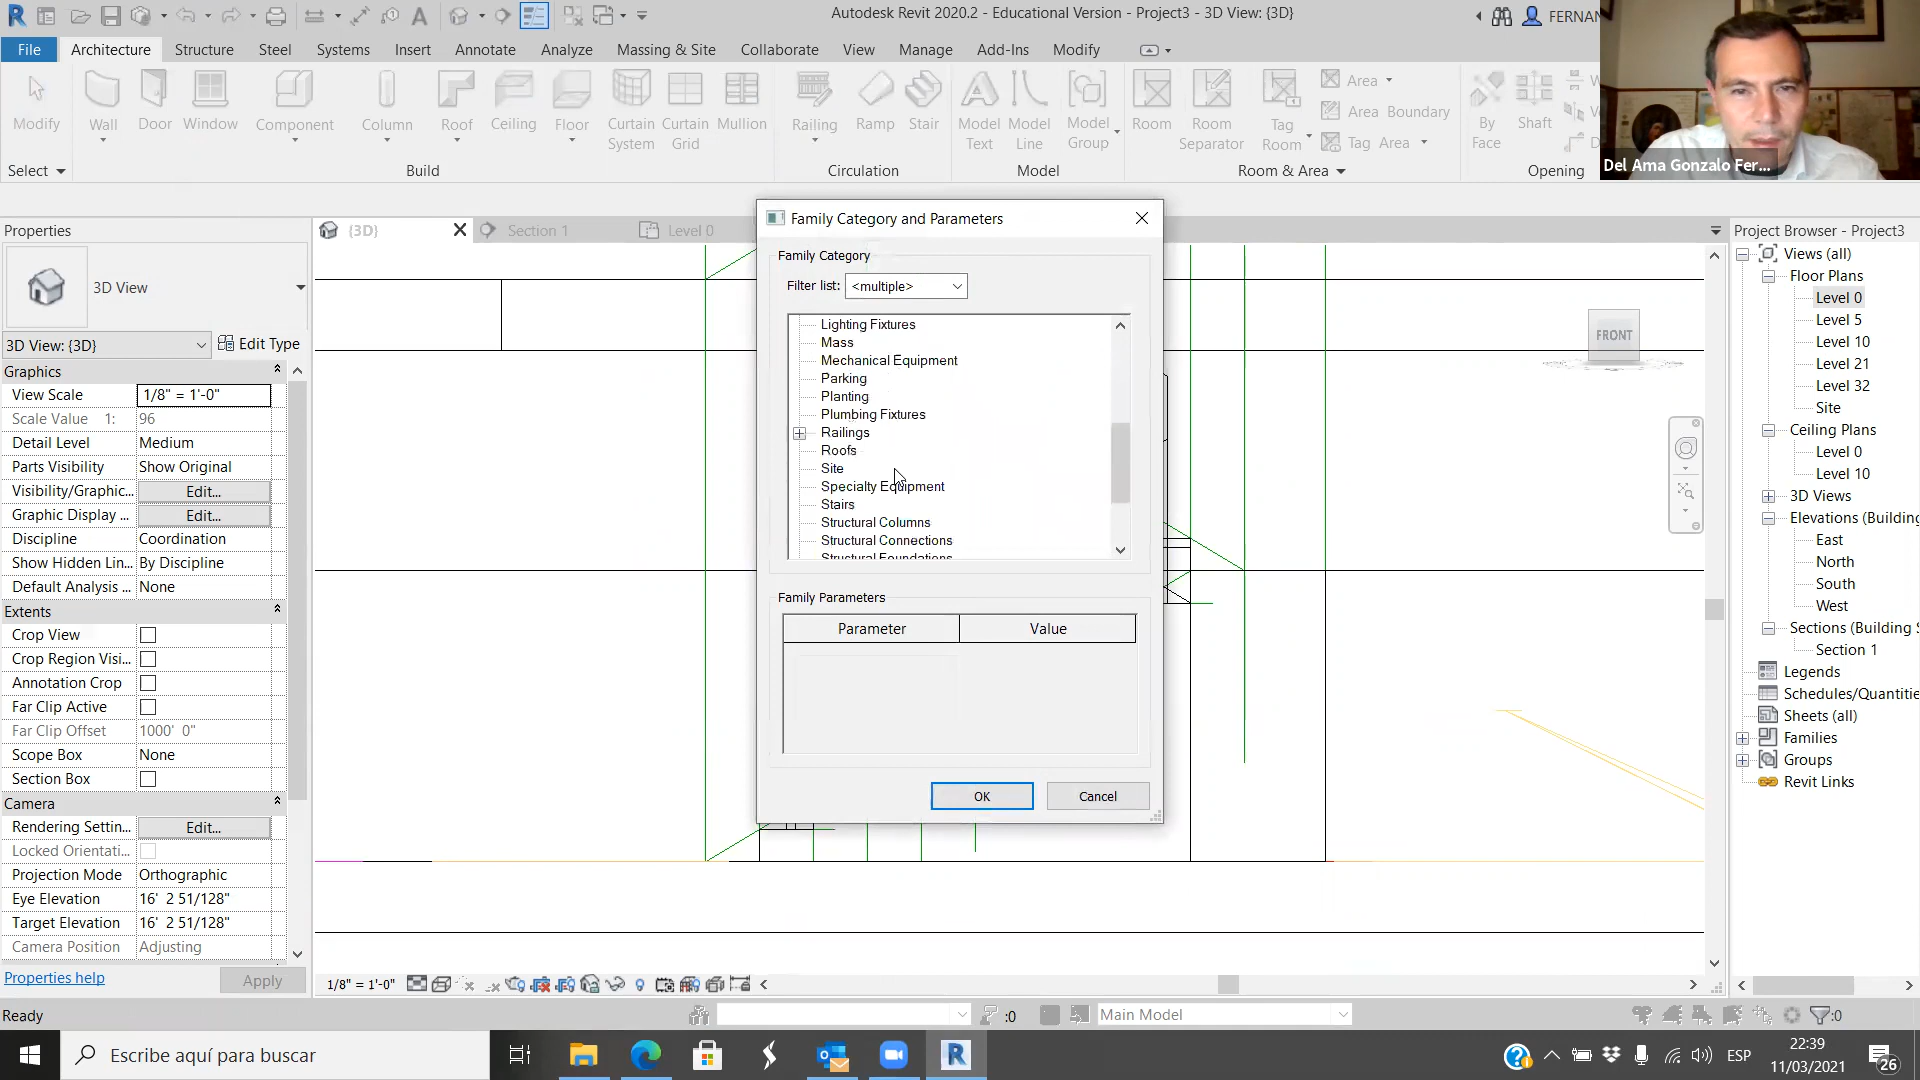 Autodesk Revit 2020.2 - Educational Version - Project3 - 3D View: {3D}
FERNAN
File Architecture Structure Steel Systems Insert Annotate Analyze Massing & Site Collaborate View Manage Add-Ins Modify
Modify
Wall
Door
Window
Component
Column
Roof
Ceiling
Floor
Curtain System
Curtain Grid
Mullion
Railing
Ramp
Stair
Model Text
Model Line
Model Group
Room
Room Separator
Tag Room
Area
Area Boundary
Tag Area
By Face
Shaft
Select
Build
Circulation
Model
Room & Area
Opening
Del Ama Gonzalo Fer...
Properties
{3D}
Section 1
Level 0
3D View
3D View: {3D}
Edit Type
Graphics
View Scale 1/8" = 1'-0"
Scale Value 1: 96
Detail Level Medium
Parts Visibility Show Original
Visibility/Graphic... Edit...
Graphic Display ... Edit...
Discipline Coordination
Show Hidden Lin... By Discipline
Default Analysis ... None
Extents
Crop View
Crop Region Visi...
Annotation Crop
Far Clip Active
Far Clip Offset 1000' 0"
Scope Box None
Section Box
Camera
Rendering Settin... Edit...
Locked Orientati...
Projection Mode Orthographic
Eye Elevation 16' 2 51/128"
Target Elevation 16' 2 51/128"
Camera Position Adjusting
Properties help
Apply
Family Category and Parameters
Family Category
Filter list: <multiple>
Lighting Fixtures
Mass
Mechanical Equipment
Parking
Planting
Plumbing Fixtures
Railings
Roofs
Site
Specialty Equipment
Stairs
Structural Columns
Structural Connections
Structural Foundations
Family Parameters
Parameter Value
OK Cancel
FRONT
Project Browser - Project3
Views (all)
Floor Plans
Level 0
Level 5
Level 10
Level 21
Level 32
Site
Ceiling Plans
Level 0
Level 10
3D Views
Elevations (Building
East
North
South
West
Sections (Building S
Section 1
Legends
Schedules/Quantitie
Sheets (all)
Families
Groups
Revit Links
1/8" = 1'-0"
Ready
:0
Main Model
:0
Escribe aquí para buscar
ESP
22:39
11/03/2021
26